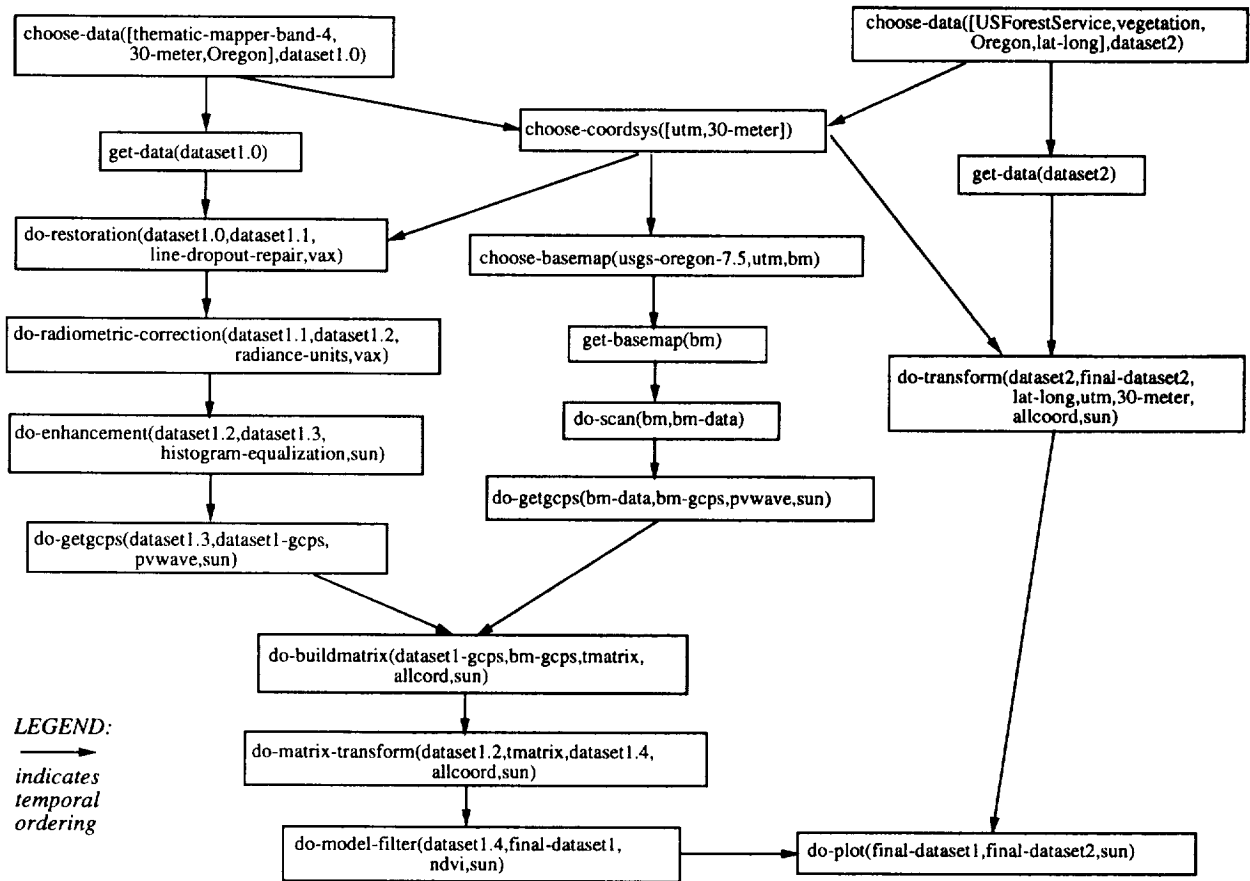 choose-data([thematic-mapper-band-4,
30-meter,Oregon],dataset1.0)
choose-data([USForestService,vegetation,
Oregon,lat-long],dataset2)
choose-coordsys([utm,30-meter])
get-data(dataset1.0)
get-data(dataset2)
do-restoration(dataset1.0,dataset1.1,
line-dropout-repair,vax)
choose-basemap(usgs-oregon-7.5,utm,bm)
do-radiometric-correction(dataset1.1,dataset1.2,
radiance-units,vax)
get-basemap(bm)
do-transform(dataset2,final-dataset2,
lat-long,utm,30-meter,
allcoord,sun)
do-scan(bm,bm-data)
do-enhancement(dataset1.2,dataset1.3,
histogram-equalization,sun)
do-getgcps(bm-data,bm-gcps,pvwave,sun)
do-getgcps(dataset1.3,dataset1-gcps,
pvwave,sun)
do-buildmatrix(dataset1-gcps,bm-gcps,tmatrix,
allcord,sun)
LEGEND:
indicates
temporal
ordering
do-matrix-transform(dataset1.2,tmatrix,dataset1.4,
allcoord,sun)
do-model-filter(dataset1.4,final-dataset1,
ndvi,sun)
do-plot(final-dataset1,final-dataset2,sun)